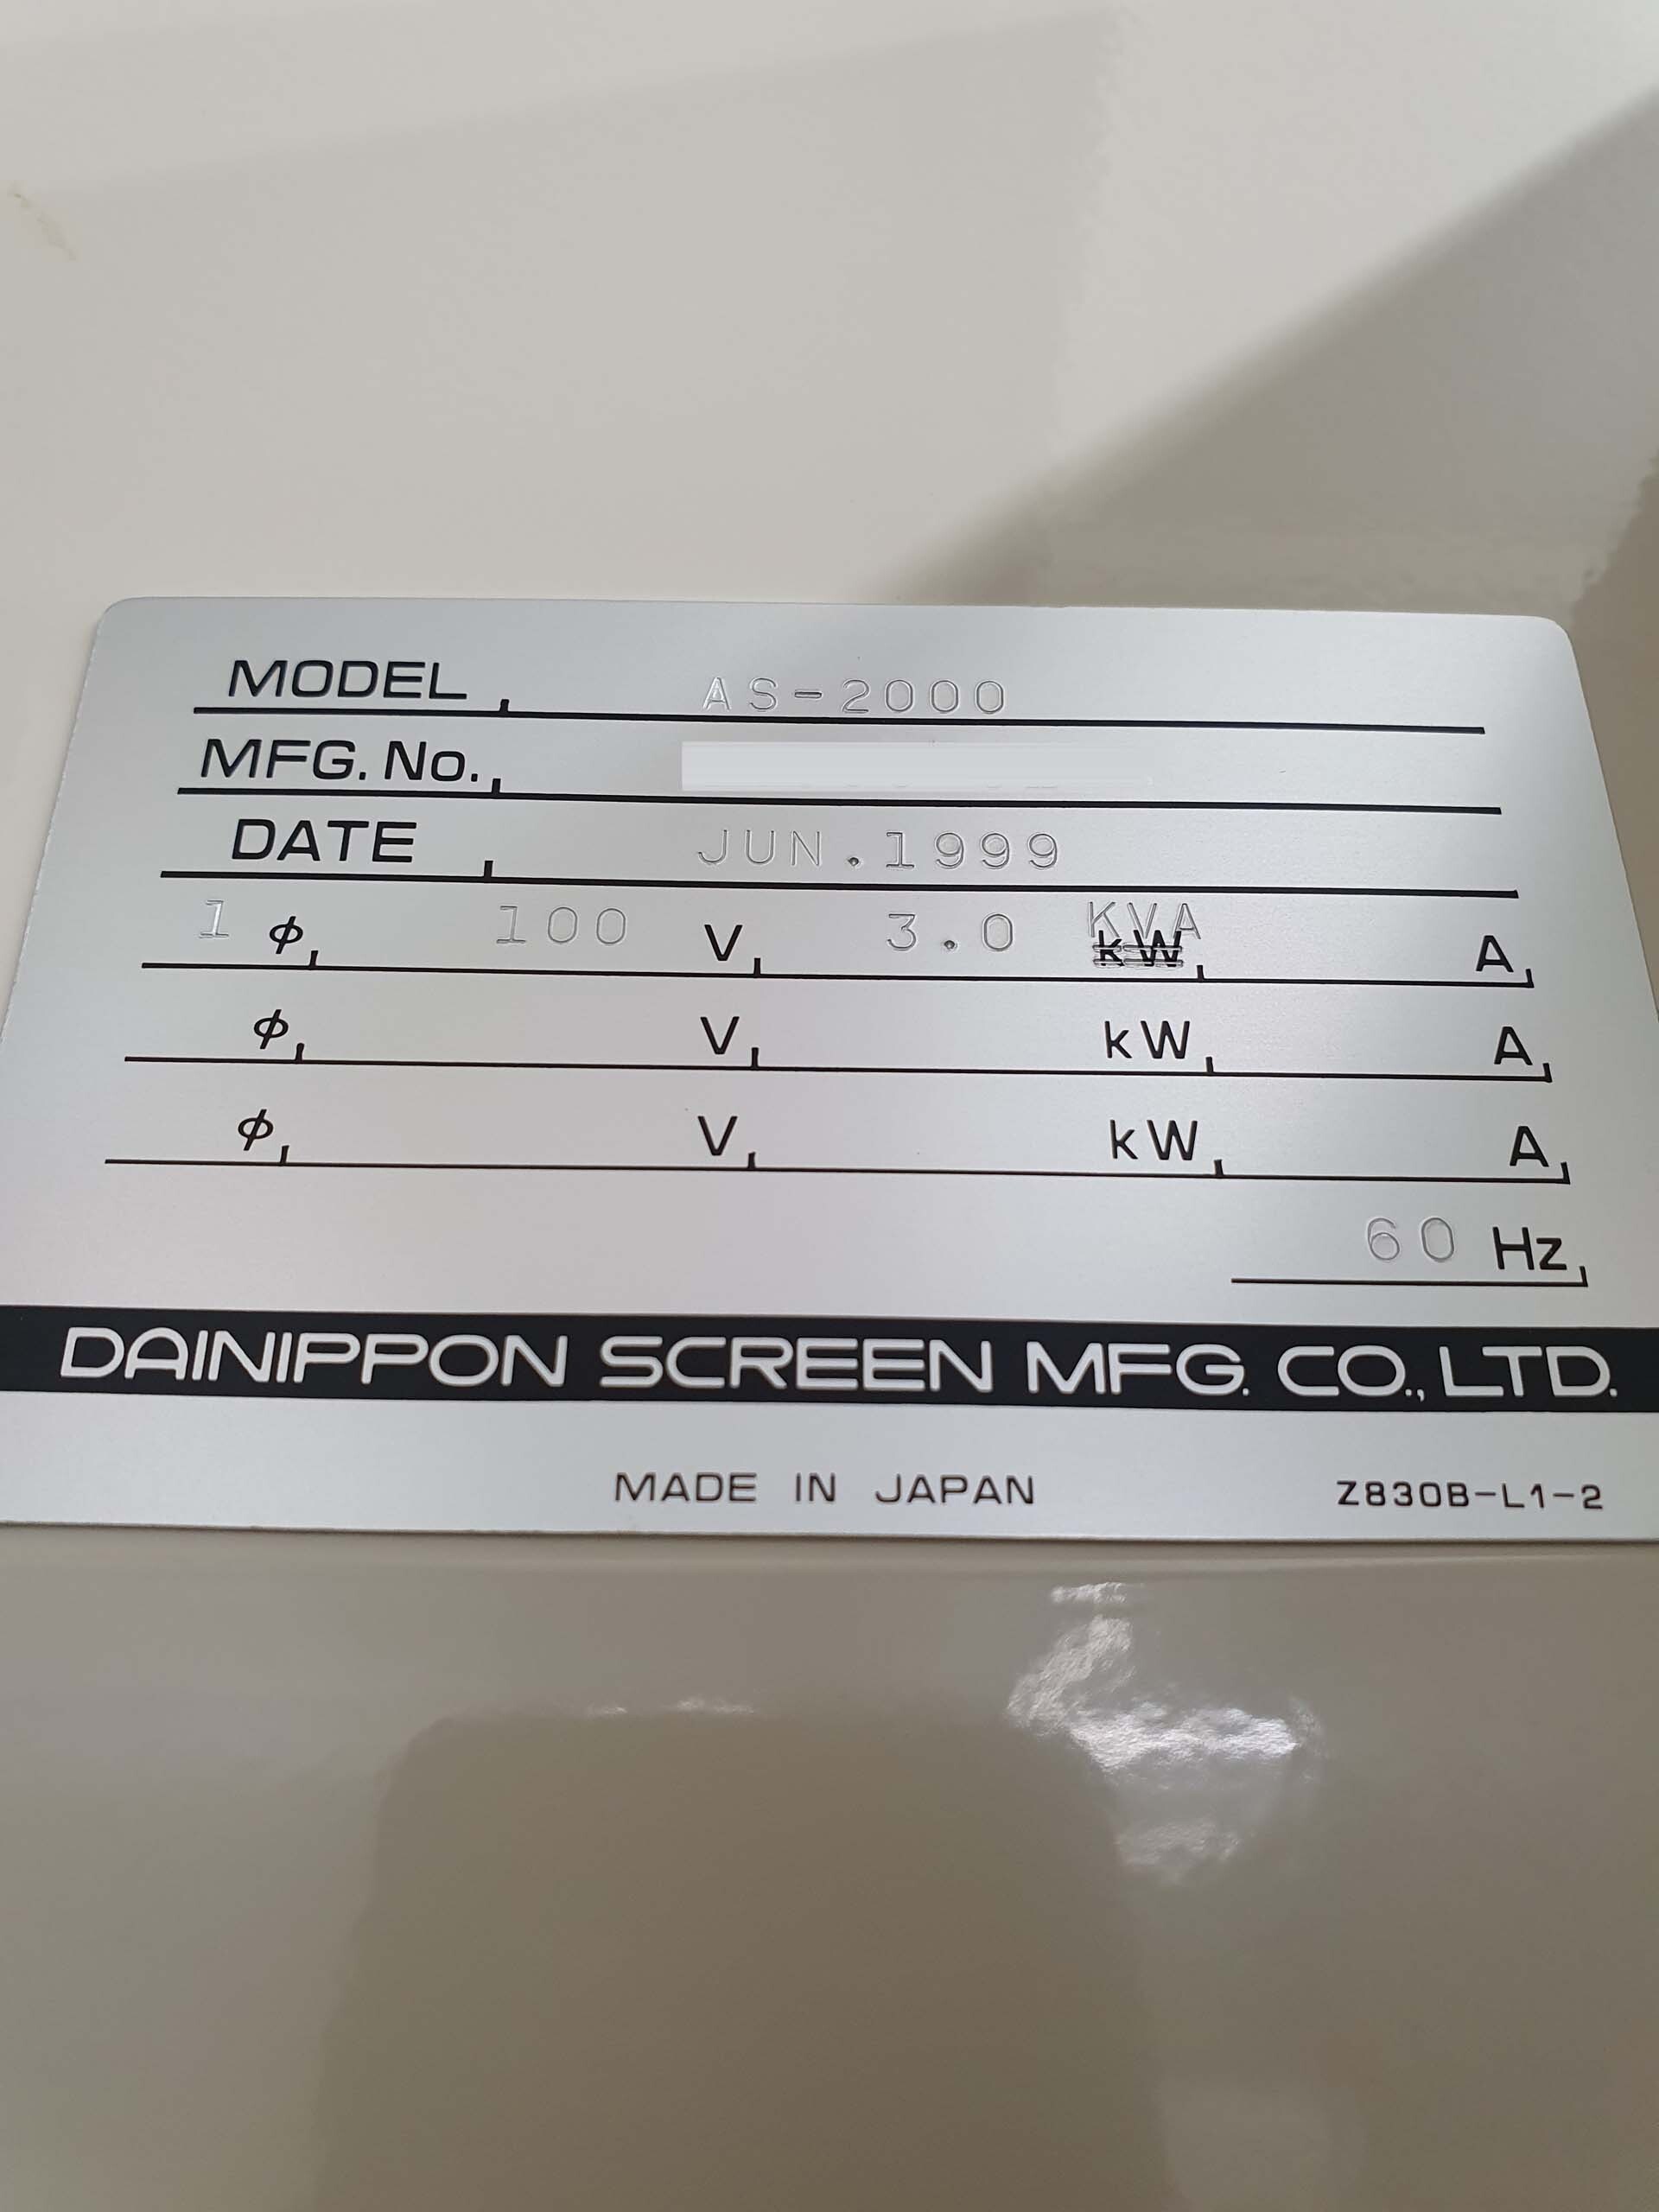 MODEL AS-2000
MFG. No.
DATE JUN.1999
1 ϕ, 100 V, 3.0 KVA kW, A,
ϕ, V, kW, A,
ϕ, V, kW, A,
60 Hz,
DAINIPPON SCREEN MFG. CO., LTD.
MADE IN JAPAN Z830B-L1-2